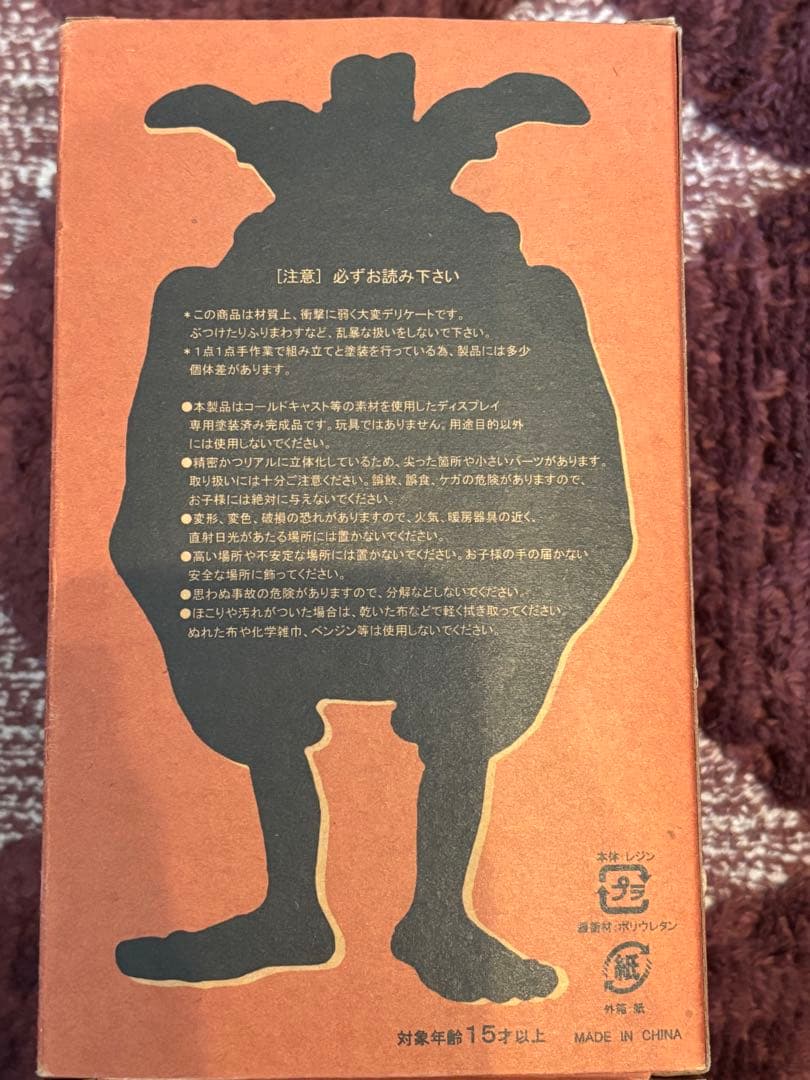 [注意] 必ずお読み下さい
*この商品は材質上、衝撃に弱く大変デリケートです。
ぶつけたりふりまわすなど、乱暴な扱いをしないで下さい。
*1点1点手作業で組み立てと塗装を行っている為、製品には多少
個体差があります。
●本製品はコールドキャスト等の素材を使用したディスプレイ
専用塗装済み完成品です。玩具ではありません。用途目的以外
には使用しないでください。
●精密かつリアルに立体化しているため、尖った箇所や小さいパーツがあります。
取り扱いには十分ご注意ください。誤飲、誤食、ケガの危険がありますので、
お子様には絶対に与えないでください。
●変形、変色、破損の恐れがありますので、火気、暖房器具の近く、
直射日光があたる場所には置かないでください。
●高い場所や不安定な場所には置かないでください。お子様の手の届かない
安全な場所に飾ってください。
●思わぬ事故の危険がありますので、分解などしないでください。
●ほこりや汚れがついた場合は、乾いた布などで軽く拭き取ってください。
ぬれた布や化学雑巾、ベンジン等は使用しないでください。
本体:レジン
プラ
緩衝材:ポリウレタン
紙
外箱:紙
対象年齢15才以上 MADE IN CHINA